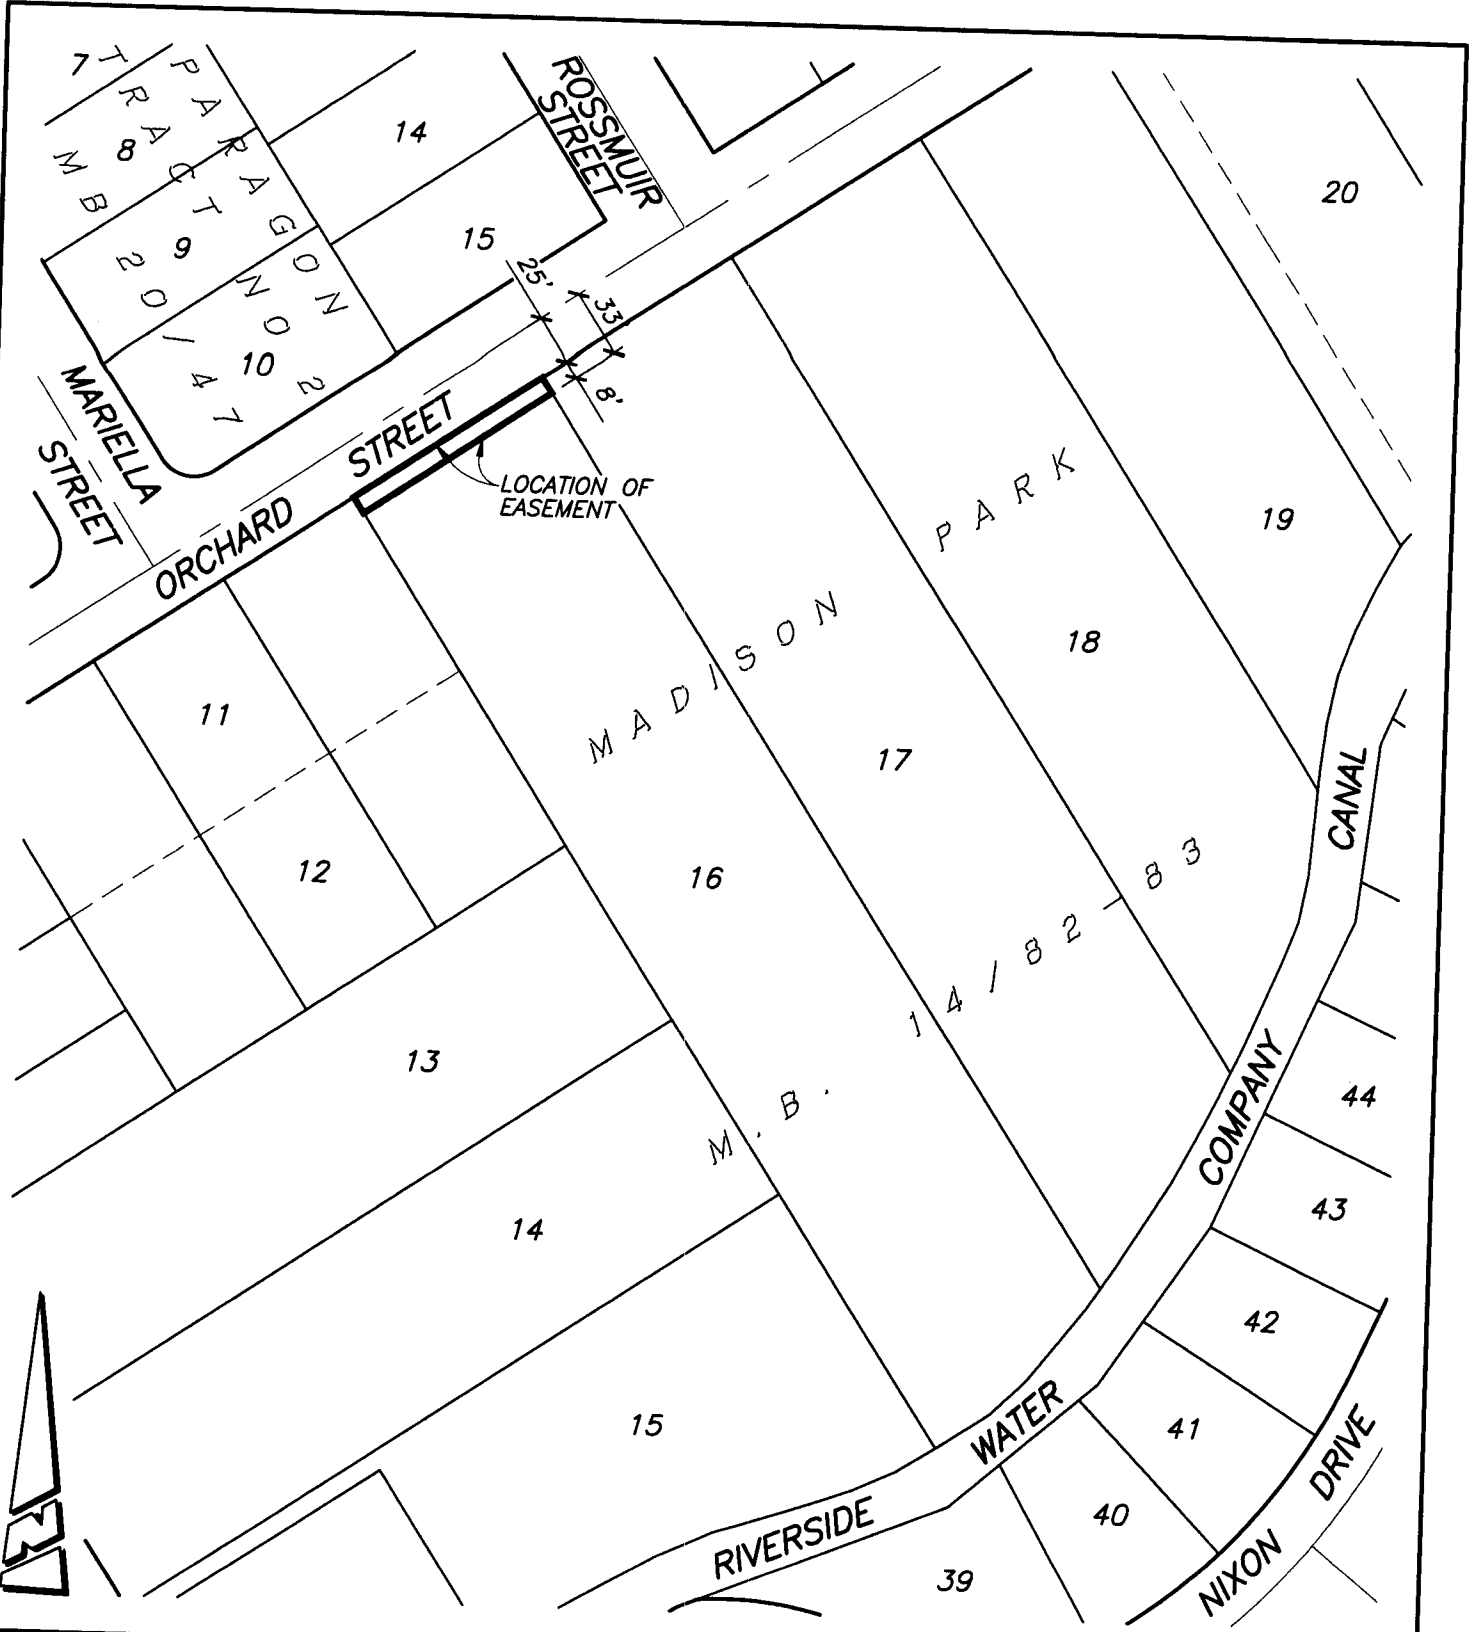 7
8
9
10
PARAGON
TRACT NO 2
MB 20/47
14
15
ROSSMUIR
STREET
20
25'
33'
8'
MARIELLA
STREET
ORCHARD STREET
LOCATION OF
EASEMENT
MADISON PARK
M.B. 14/82-83
11
12
13
14
15
16
17
18
19
RIVERSIDE WATER COMPANY CANAL
44
43
42
41
40
39
NIXON DRIVE
N